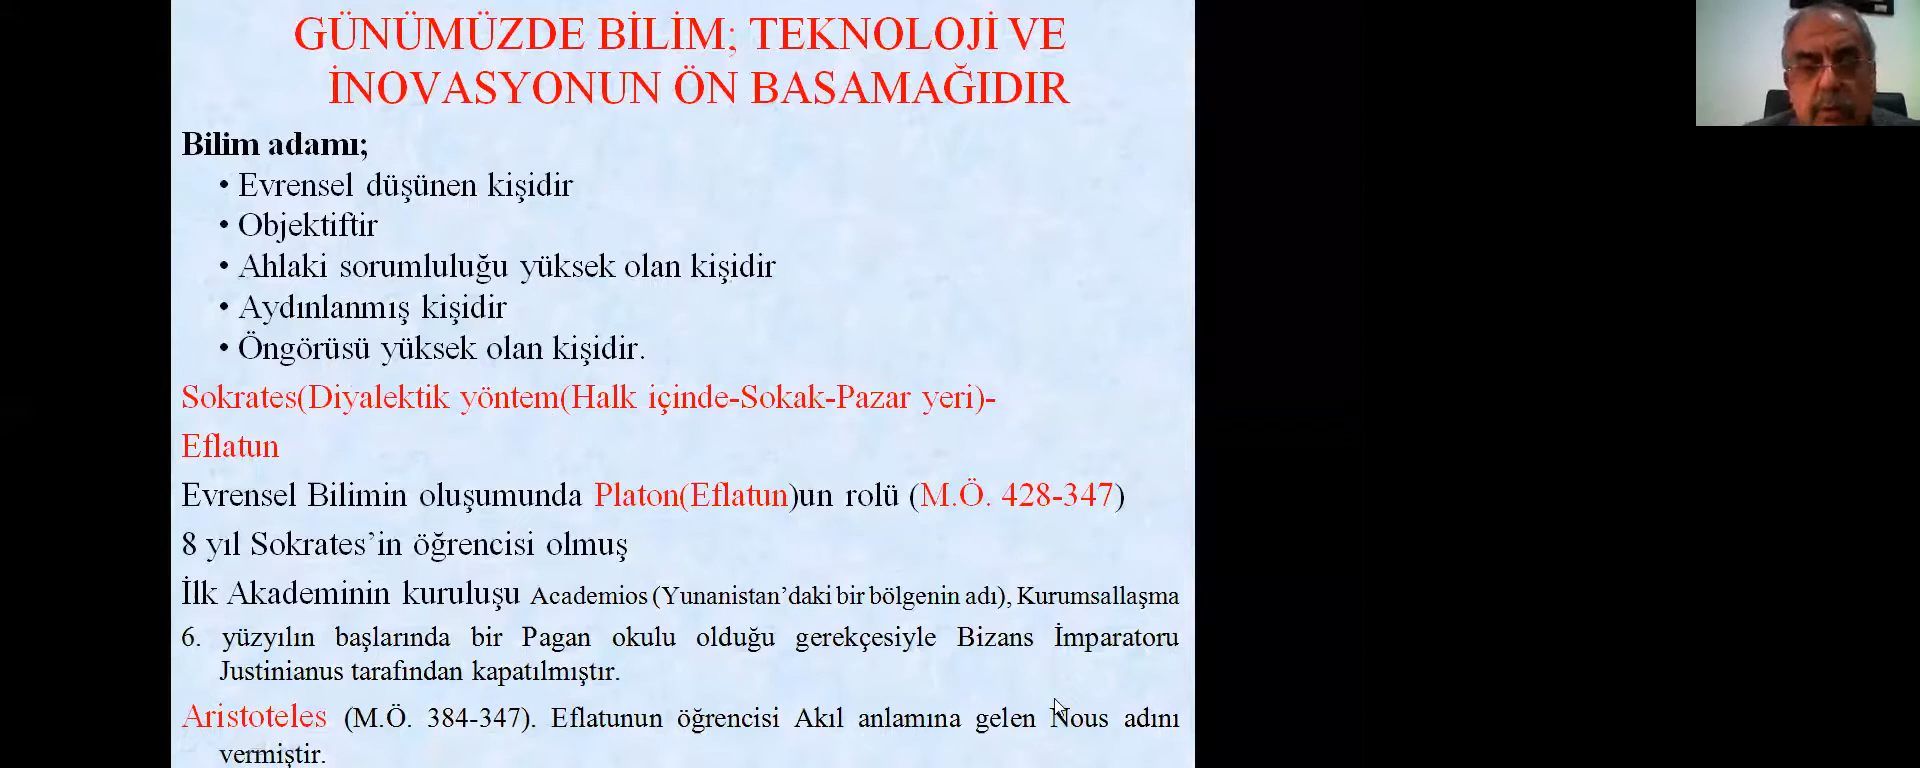 GÜNÜMÜZDE BİLİM; TEKNOLOJİ VE
İNOVASYONUN ÖN BASAMAĞIDIR
Bilim adamı;
• Evrensel düşünen kişidir
• Objektiftir
• Ahlaki sorumluluğu yüksek olan kişidir
• Aydınlanmış kişidir
• Öngörüsü yüksek olan kişidir.
Sokrates(Diyalektik yöntem(Halk içinde-Sokak-Pazar yeri)-
Eflatun
Evrensel Bilimin oluşumunda Platon(Eflatun)un rolü (M.Ö. 428-347)
8 yıl Sokrates’in öğrencisi olmuş
İlk Akademinin kuruluşu Academios (Yunanistan’daki bir bölgenin adı), Kurumsallaşma
6. yüzyılın başlarında bir Pagan okulu olduğu gerekçesiyle Bizans İmparatoru
Justinianus tarafından kapatılmıştır.
Aristoteles (M.Ö. 384-347). Eflatunun öğrencisi Akıl anlamına gelen Nous adını
vermiştir.